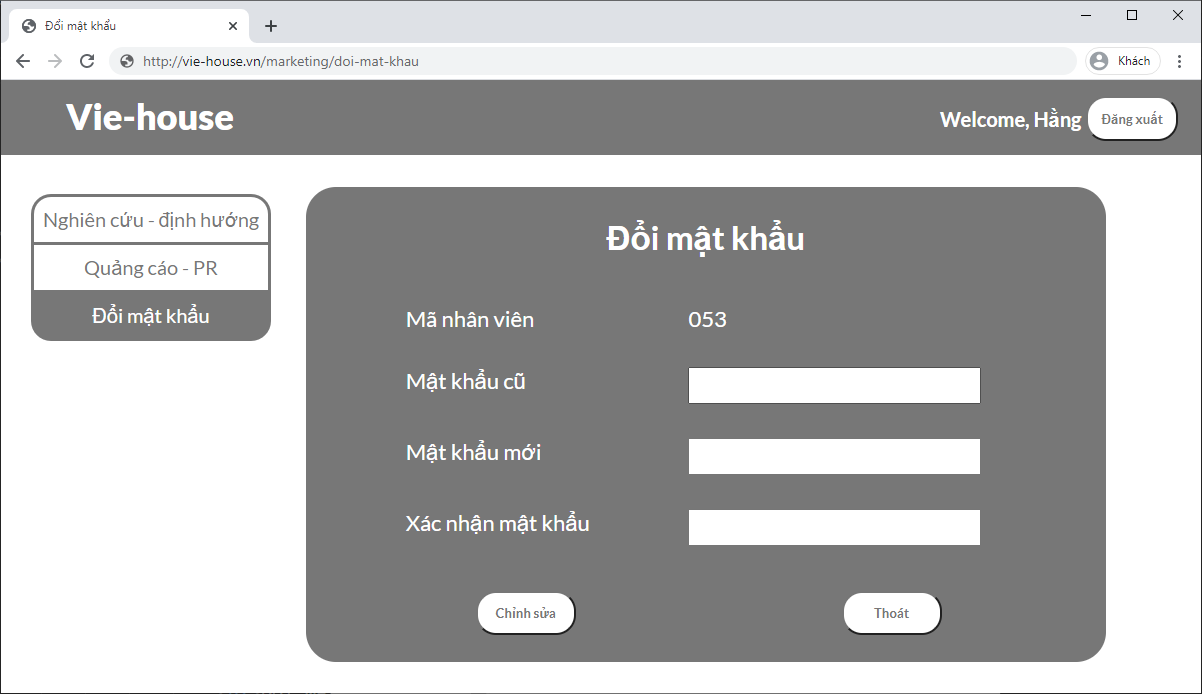 Đổi mật khẩu
http://vie-house.vn/marketing/doi-mat-khau
Khách
Vie-house
Welcome, Hằng
Đăng xuất
Nghiên cứu - định hướng
Quảng cáo - PR
Đổi mật khẩu
Đổi mật khẩu
Mã nhân viên 053
Mật khẩu cũ
Mật khẩu mới
Xác nhận mật khẩu
Chỉnh sửa
Thoát